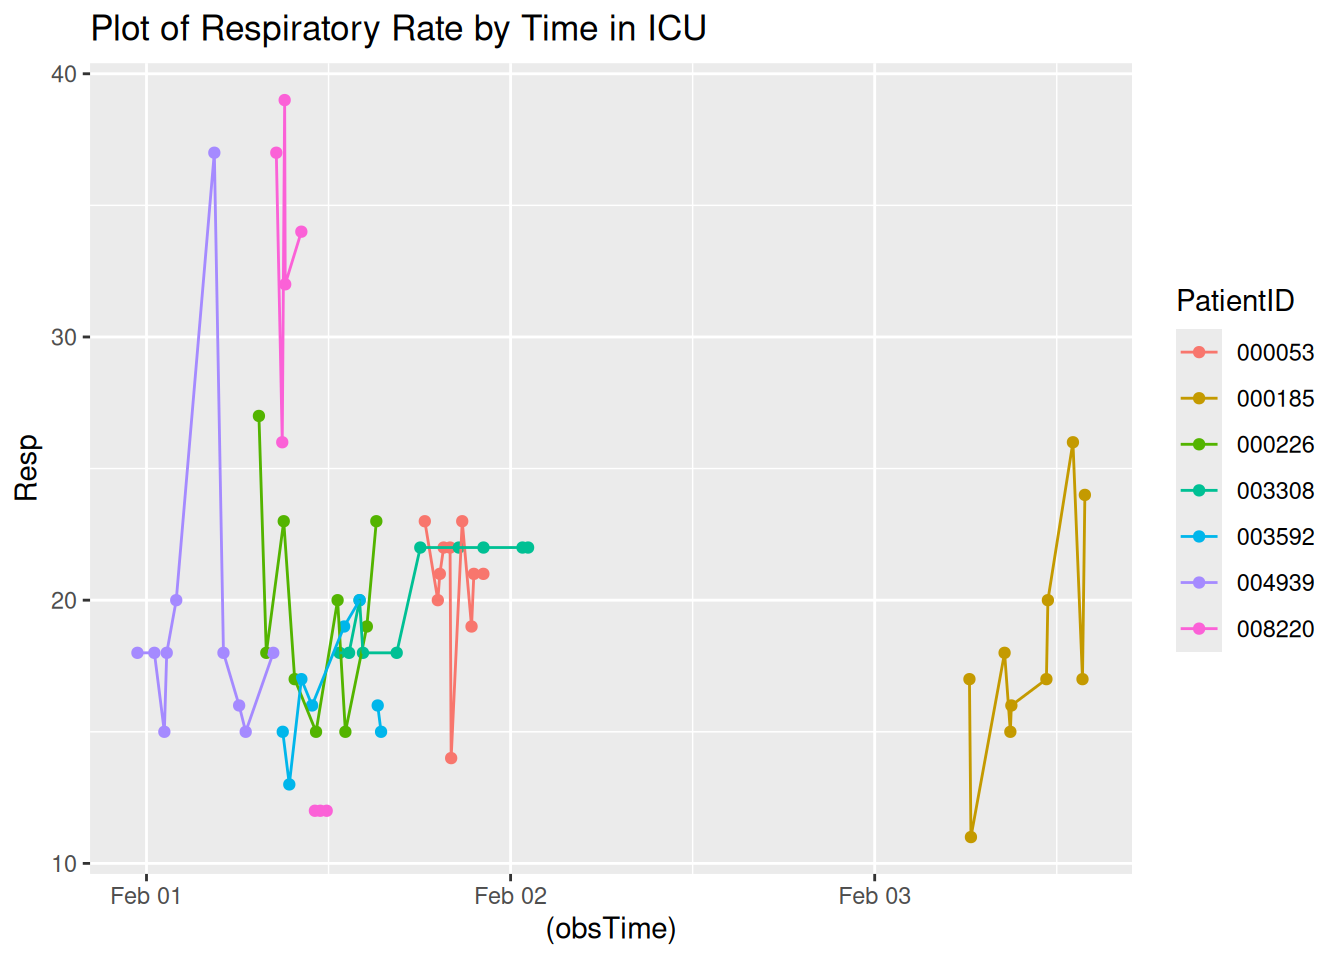 Plot of Respiratory Rate by Time in ICU
40
30
20
10
Resp
Feb 01
Feb 02
Feb 03
(obsTime)
PatientID
000053
000185
000226
003308
003592
004939
008220